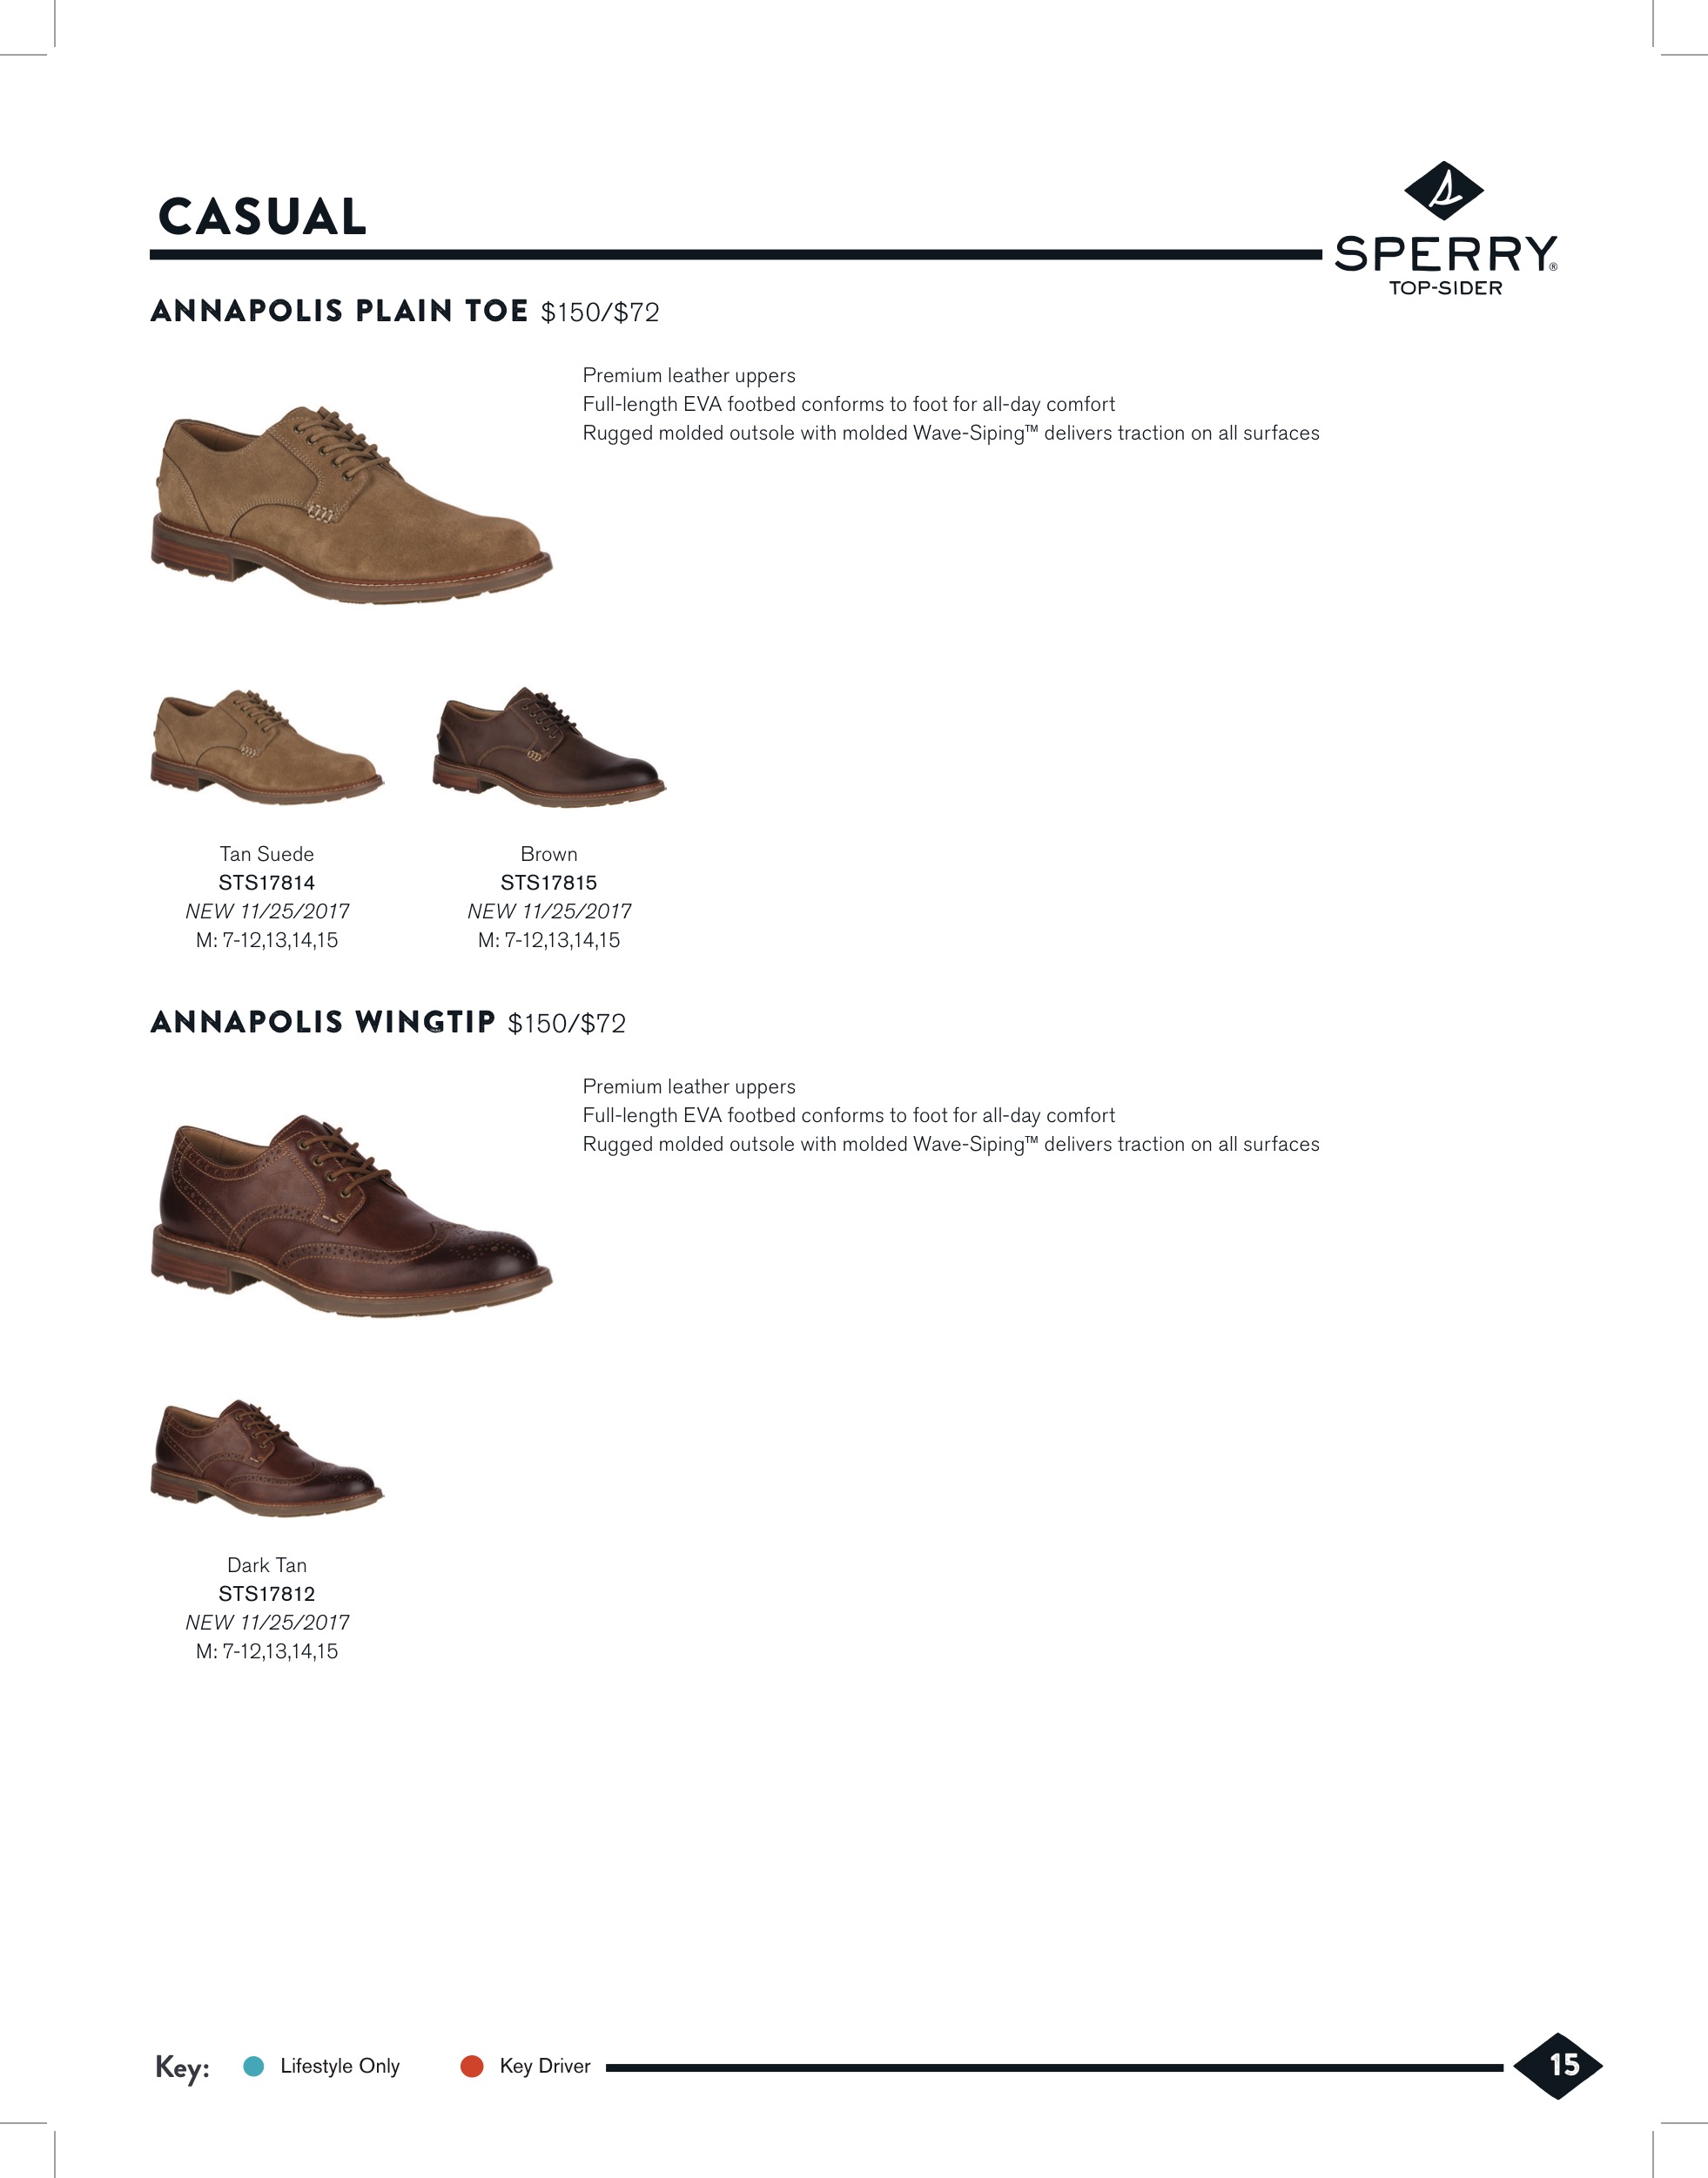 CASUAL
SPERRY®
TOP-SIDER
ANNAPOLIS PLAIN TOE $150/$72
Premium leather uppers
Full-length EVA footbed conforms to foot for all-day comfort
Rugged molded outsole with molded Wave-Siping™ delivers traction on all surfaces
Tan Suede
STS17814
NEW 11/25/2017
M: 7-12,13,14,15
Brown
STS17815
NEW 11/25/2017
M: 7-12,13,14,15
ANNAPOLIS WINGTIP $150/$72
Premium leather uppers
Full-length EVA footbed conforms to foot for all-day comfort
Rugged molded outsole with molded Wave-Siping™ delivers traction on all surfaces
Dark Tan
STS17812
NEW 11/25/2017
M: 7-12,13,14,15
Key: Lifestyle Only Key Driver
15